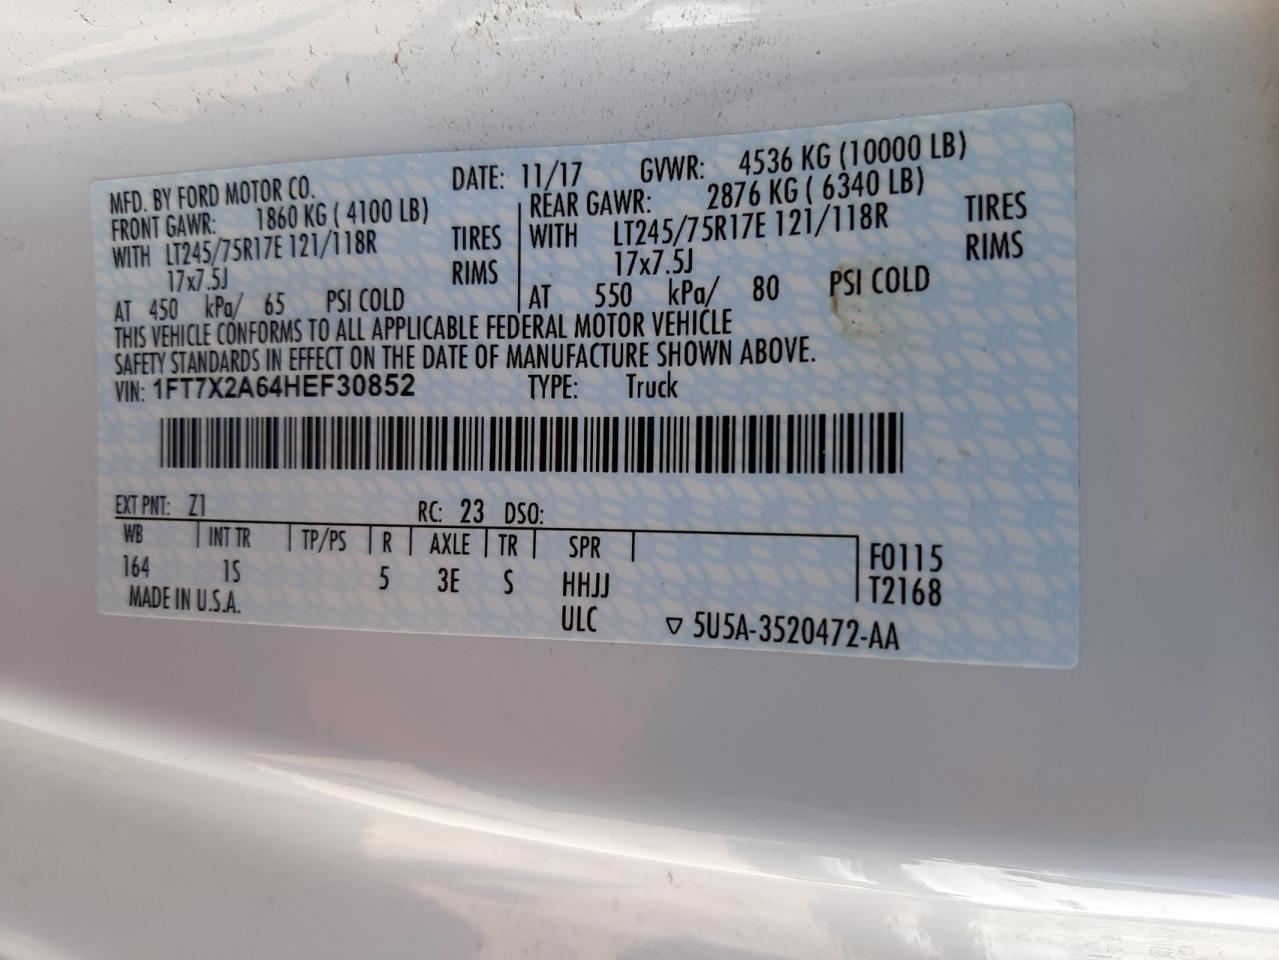 MFD. BY FORD MOTOR CO. DATE: 11/17 GVWR: 4536 KG (10000 LB)
FRONT GAWR: 1860 KG ( 4100 LB) REAR GAWR: 2876 KG ( 6340 LB)
WITH LT245/75R17E 121/118R TIRES WITH LT245/75R17E 121/118R TIRES
17x7.5J RIMS 17x7.5J RIMS
AT 450 kPa/ 65 PSI COLD AT 550 kPa/ 80 PSI COLD
THIS VEHICLE CONFORMS TO ALL APPLICABLE FEDERAL MOTOR VEHICLE
SAFETY STANDARDS IN EFFECT ON THE DATE OF MANUFACTURE SHOWN ABOVE.
VIN: 1FT7X2A64HEF30852 TYPE: Truck
EXT PNT: Z1 RC: 23 DSO:
WB INT TR TP/PS R AXLE TR SPR F0115
164 1S 5 3E S HHJJ T2168
MADE IN U.S.A. ULC ▽ 5U5A-3520472-AA